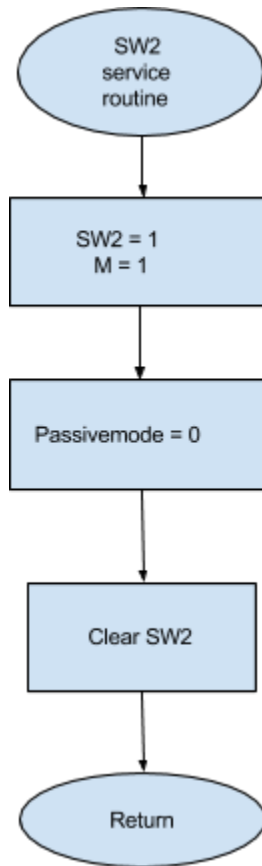 SW2
service
routine
SW2 = 1
M = 1
Passivemode = 0
Clear SW2
Return